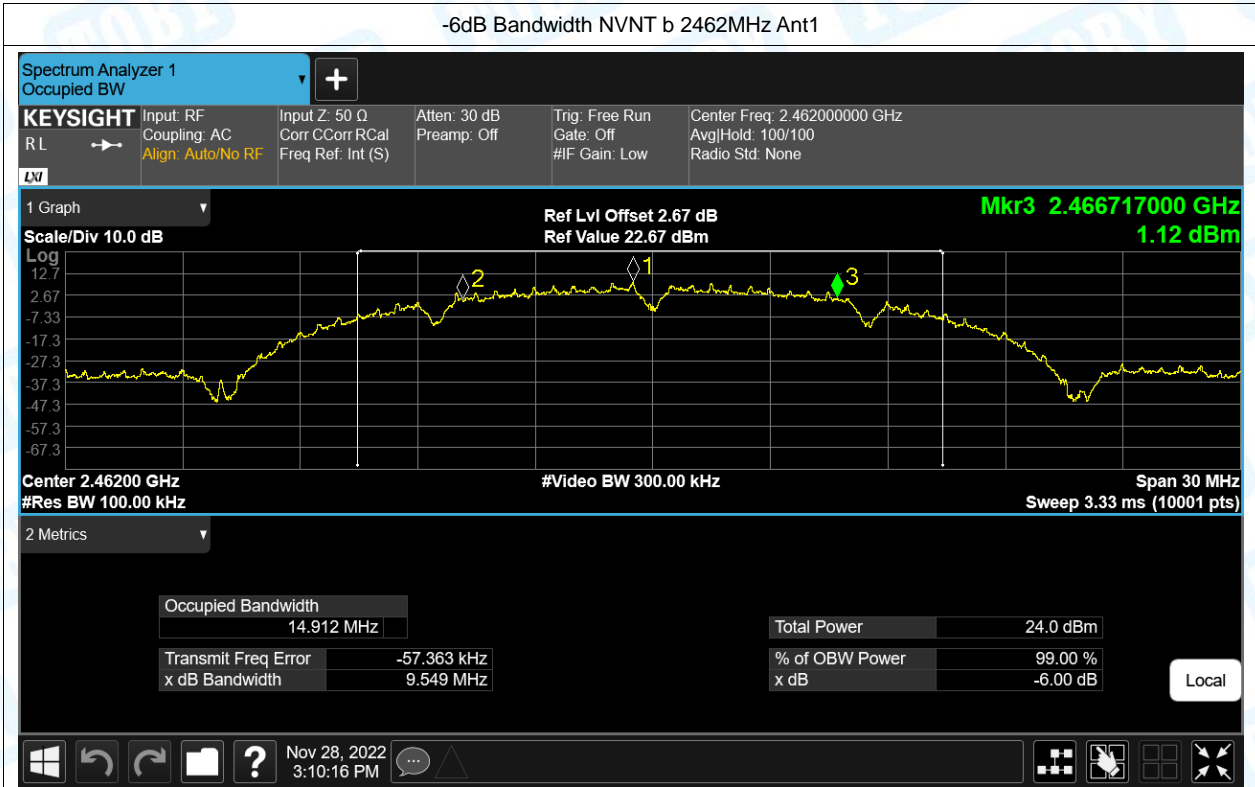 -6dB Bandwidth NVNT b 2462MHz Ant1
Spectrum Analyzer 1
Occupied BW
KEYSIGHT
RL
LXI
Input: RF
Coupling: AC
Align: Auto/No RF
Input Z: 50 Ω
Corr CCorr RCal
Freq Ref: Int (S)
Atten: 30 dB
Preamp: Off
Trig: Free Run
Gate: Off
#IF Gain: Low
Center Freq: 2.462000000 GHz
Avg|Hold: 100/100
Radio Std: None
1 Graph
Scale/Div 10.0 dB
Ref Lvl Offset 2.67 dB
Ref Value 22.67 dBm
Mkr3 2.466717000 GHz
1.12 dBm
Log
12.7
2.67
-7.33
-17.3
-27.3
-37.3
-47.3
-57.3
-67.3
2
1
3
Center 2.46200 GHz
#Video BW 300.00 kHz
Span 30 MHz
#Res BW 100.00 kHz
Sweep 3.33 ms (10001 pts)
2 Metrics
Occupied Bandwidth
14.912 MHz
Total Power 24.0 dBm
Transmit Freq Error -57.363 kHz
% of OBW Power 99.00 %
x dB Bandwidth 9.549 MHz
x dB -6.00 dB
Local
?
Nov 28, 2022
3:10:16 PM